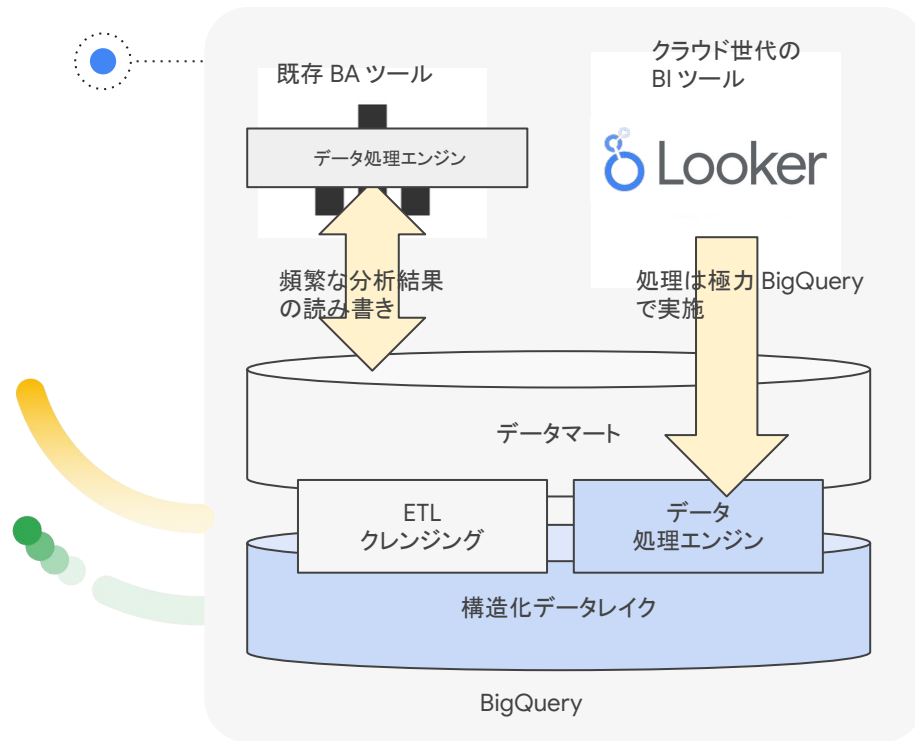 既存 BA ツール
クラウド世代の
BI ツール
データ処理エンジン
Looker
頻繁な分析結果
の読み書き
処理は極力 BigQuery
で実施
データマート
ETL
クレンジング
データ
処理エンジン
構造化データレイク
BigQuery